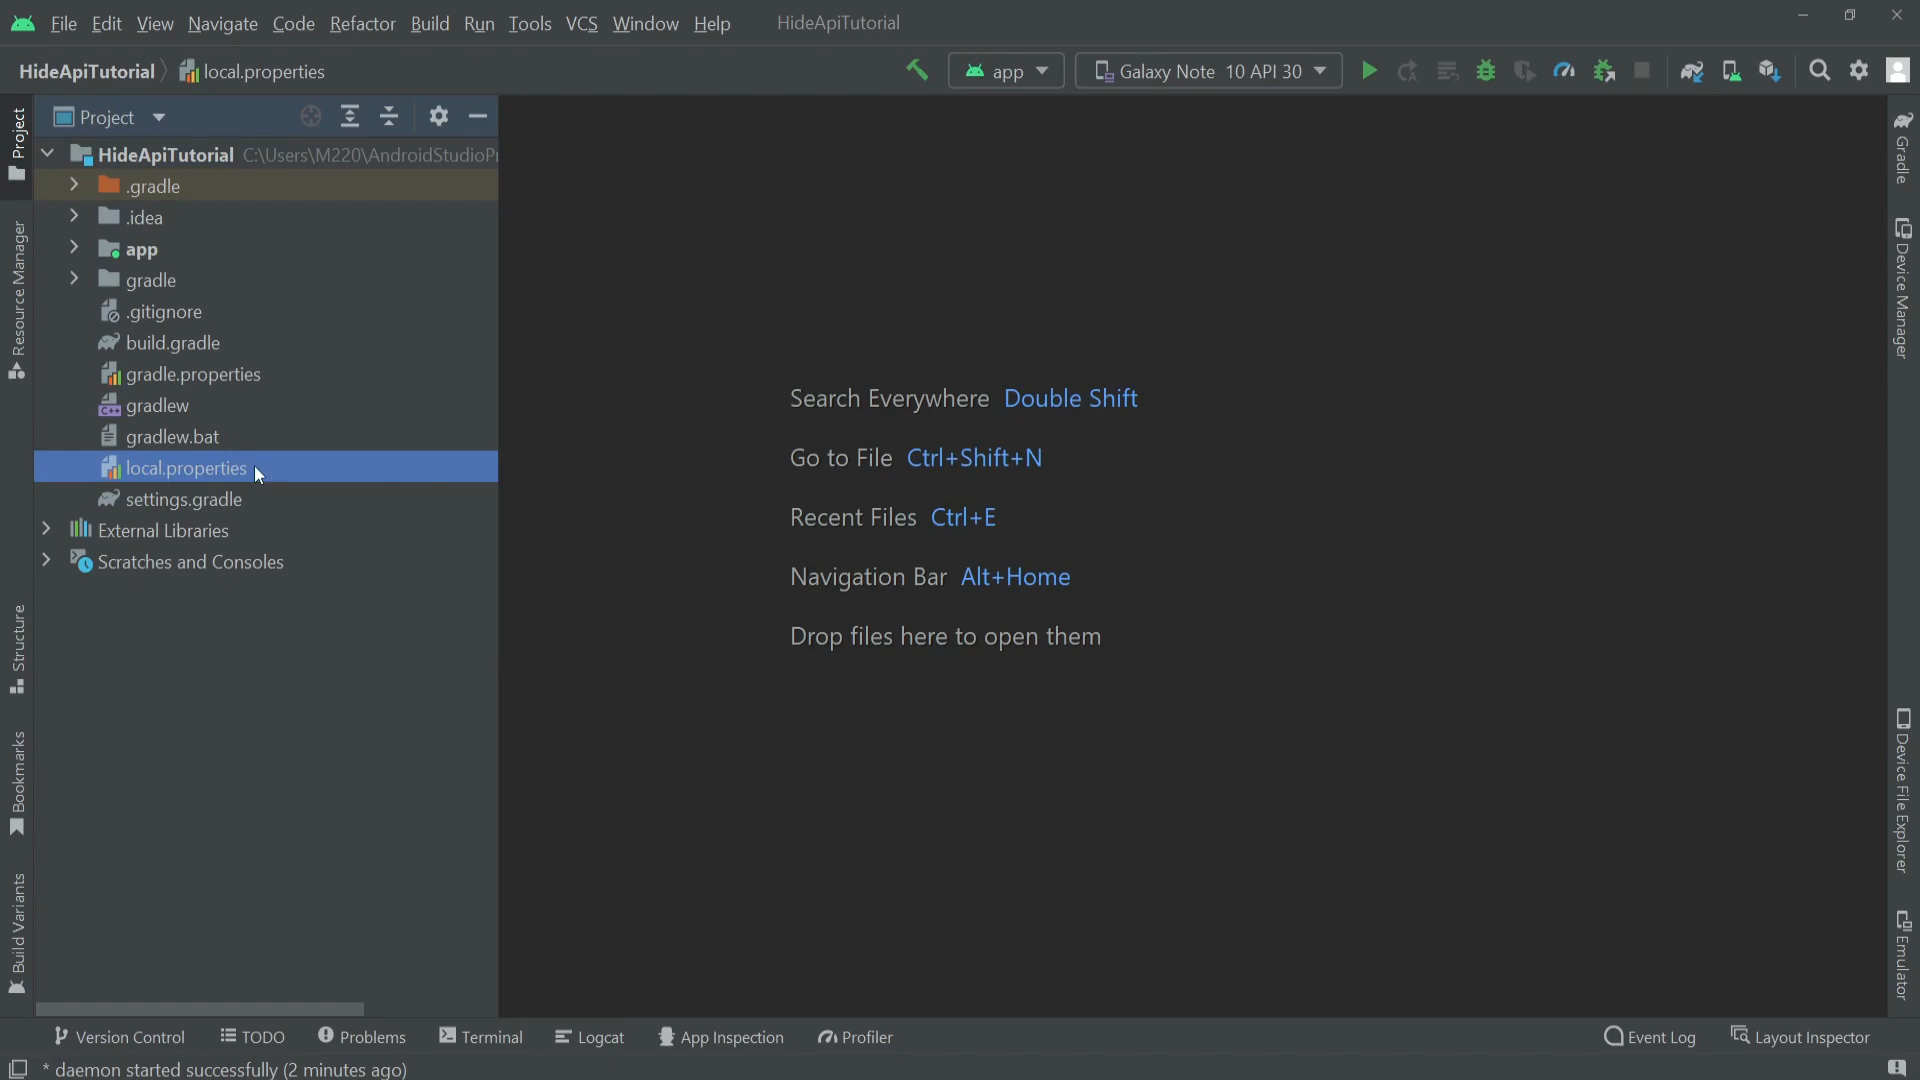 File Edit View Navigate Code Refactor Build Run Tools VCS Window Help HideApiTutorial
HideApiTutorial local.properties
app Galaxy Note 10 API 30
Project
HideApiTutorial C:\Users\M220\AndroidStudioPr
.gradle
.idea
app
gradle
.gitignore
build.gradle
gradle.properties
C++ gradlew
gradlew.bat
local.properties
settings.gradle
External Libraries
Scratches and Consoles
Project
Resource Manager
Structure
Bookmarks
Build Variants
Search Everywhere Double Shift
Go to File Ctrl+Shift+N
Recent Files Ctrl+E
Navigation Bar Alt+Home
Drop files here to open them
Gradle
Device Manager
Device File Explorer
Emulator
Version Control TODO Problems Terminal Logcat App Inspection Profiler Event Log Layout Inspector
* daemon started successfully (2 minutes ago)